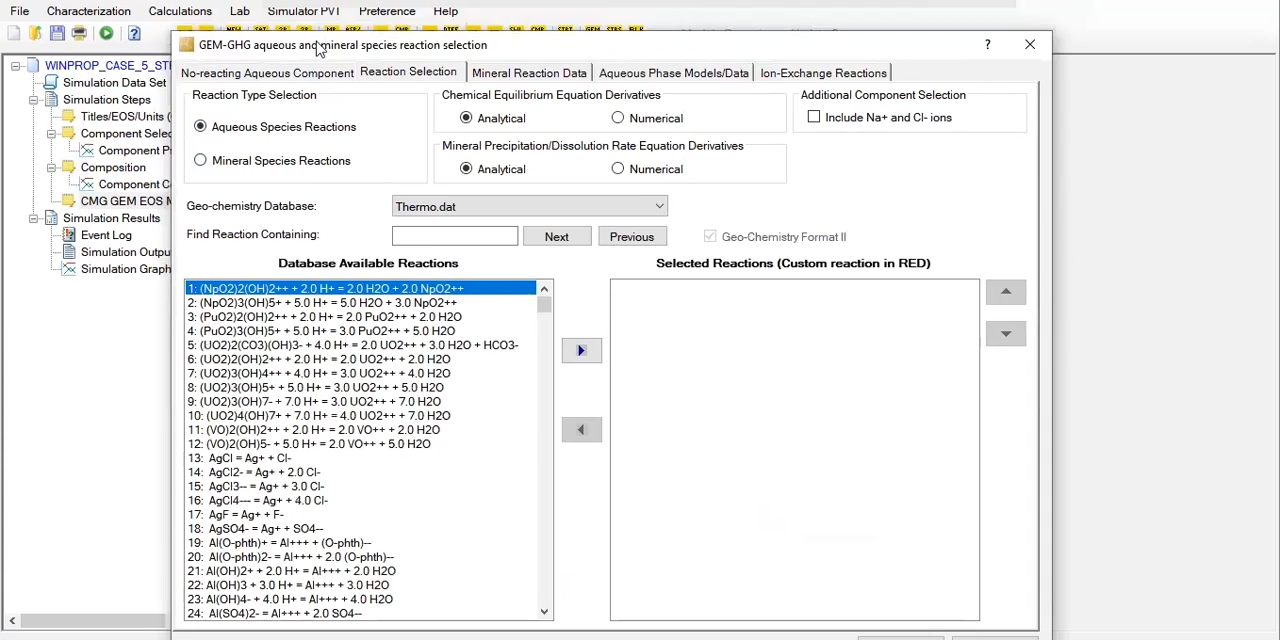 File Characterization Calculations Lab Simulator PVT Preference Help
GEM-GHG aqueous and mineral species reaction selection
?
WINPROP_CASE_5_STE
Simulation Data Set
Simulation Steps
Titles/EOS/Units (
Component Selec
Component P
Composition
Component C
CMG GEM EOS M
Simulation Results
Event Log
Simulation Outpu
Simulation Graph
No-reacting Aqueous Component Reaction Selection Mineral Reaction Data Aqueous Phase Models/Data Ion-Exchange Reactions
Reaction Type Selection
Aqueous Species Reactions
Mineral Species Reactions
Chemical Equilibrium Equation Derivatives
Analytical Numerical
Mineral Precipitation/Dissolution Rate Equation Derivatives
Analytical Numerical
Additional Component Selection
Include Na+ and Cl- ions
Geo-chemistry Database: Thermo.dat
Find Reaction Containing: Next Previous Geo-Chemistry Format II
Database Available Reactions
1: (NpO2)2(OH)2++ + 2.0 H+ = 2.0 H2O + 2.0 NpO2++
2: (NpO2)3(OH)5+ + 5.0 H+ = 5.0 H2O + 3.0 NpO2++
3: (PuO2)2(OH)2++ + 2.0 H+ = 2.0 PuO2++ + 2.0 H2O
4: (PuO2)3(OH)5+ + 5.0 H+ = 3.0 PuO2++ + 5.0 H2O
5: (UO2)2(CO3)(OH)3- + 4.0 H+ = 2.0 UO2++ + 3.0 H2O + HCO3-
6: (UO2)2(OH)2++ + 2.0 H+ = 2.0 UO2++ + 2.0 H2O
7: (UO2)3(OH)4++ + 4.0 H+ = 3.0 UO2++ + 4.0 H2O
8: (UO2)3(OH)5+ + 5.0 H+ = 3.0 UO2++ + 5.0 H2O
9: (UO2)3(OH)7- + 7.0 H+ = 3.0 UO2++ + 7.0 H2O
10: (UO2)4(OH)7+ + 7.0 H+ = 4.0 UO2++ + 7.0 H2O
11: (VO)2(OH)2++ + 2.0 H+ = 2.0 VO++ + 2.0 H2O
12: (VO)2(OH)5- + 5.0 H+ = 2.0 VO++ + 5.0 H2O
13: AgCl = Ag+ + Cl-
14: AgCl2- = Ag+ + 2.0 Cl-
15: AgCl3-- = Ag+ + 3.0 Cl-
16: AgCl4--- = Ag+ + 4.0 Cl-
17: AgF = Ag+ + F-
18: AgSO4- = Ag+ + SO4--
19: Al(O-phth)+ = Al+++ + (O-phth)--
20: Al(O-phth)2- = Al+++ + 2.0 (O-phth)--
21: Al(OH)2+ + 2.0 H+ = Al+++ + 2.0 H2O
22: Al(OH)3 + 3.0 H+ = Al+++ + 3.0 H2O
23: Al(OH)4- + 4.0 H+ = Al+++ + 4.0 H2O
24: Al(SO4)2- = Al+++ + 2.0 SO4--
Selected Reactions (Custom reaction in RED)